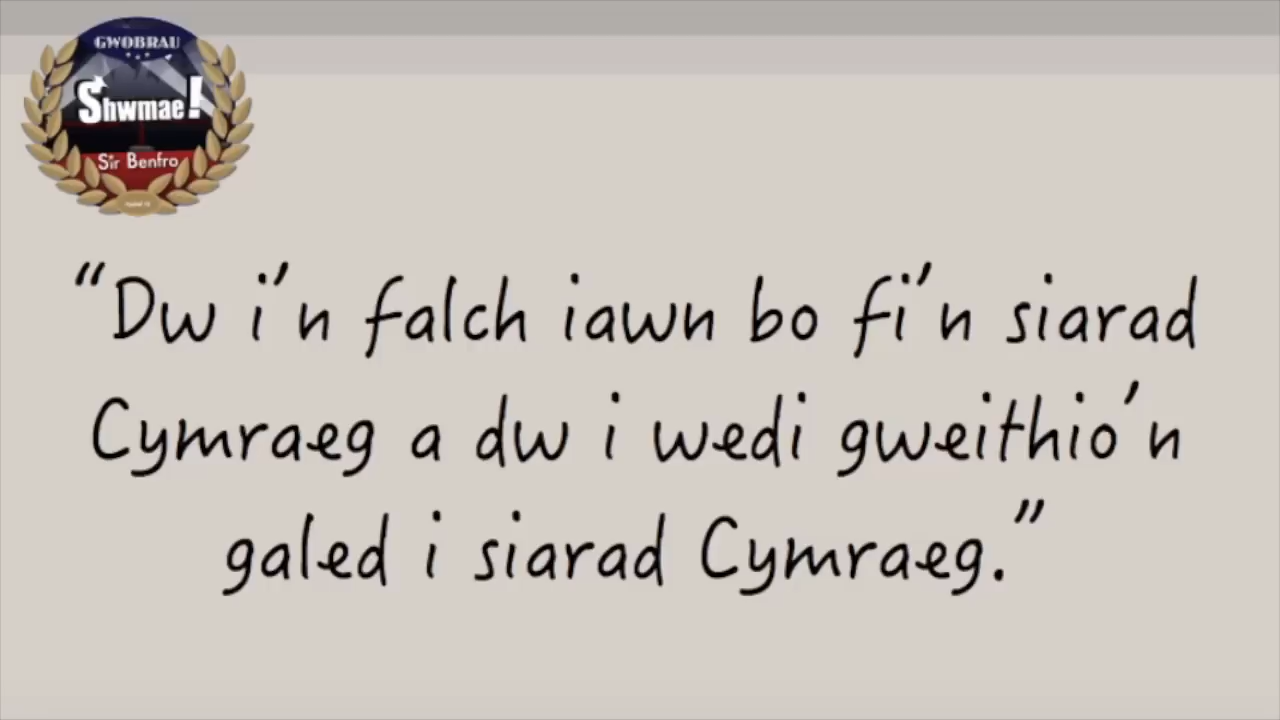 GWOBRAU
Shwmae!
Sir Benfro
“Dw i’n falch iawn bo fi’n siarad
Cymraeg a dw i wedi gweithio’n
galed i siarad Cymraeg.”